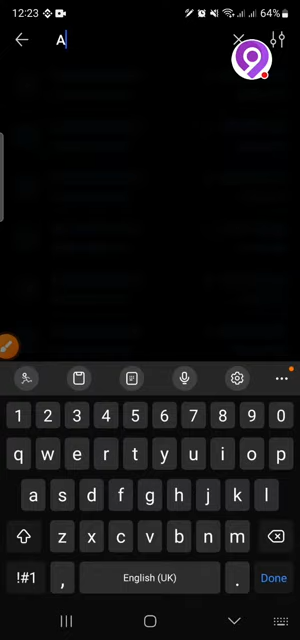 12:23 64%
A
1 2 3 4 5 6 7 8 9 0
q w e r t y u i o p
a s d f g h j k l
z x c v b n m
!#1 , English (UK) . Done